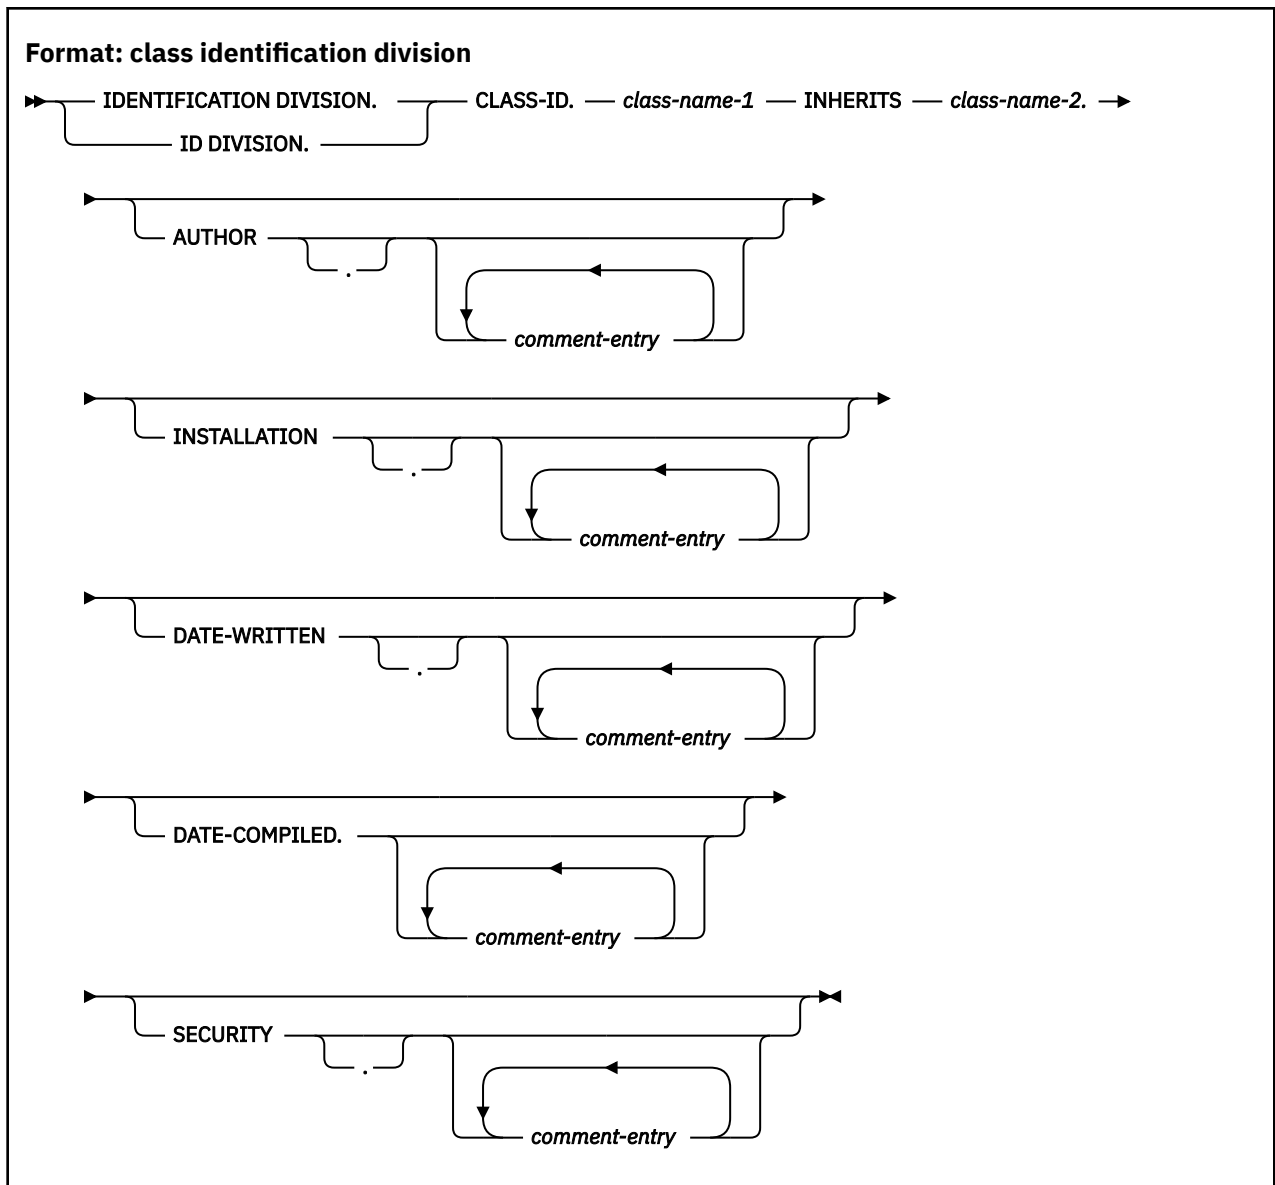 Format: class identification division
IDENTIFICATION DIVISION. CLASS-ID. class-name-1 INHERITS class-name-2.
ID DIVISION.
AUTHOR
.
comment-entry
INSTALLATION
.
comment-entry
DATE-WRITTEN
.
comment-entry
DATE-COMPILED.
comment-entry
SECURITY
.
comment-entry